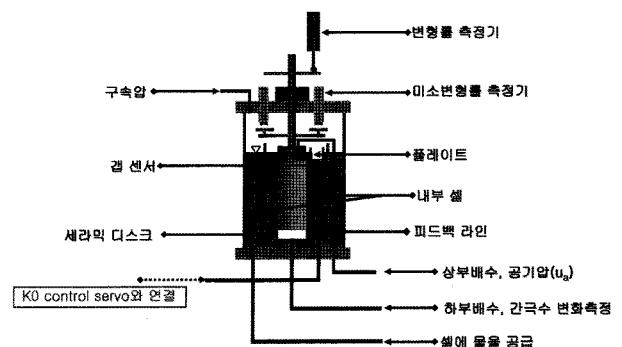 변형률 측정기
구속압
미소변형률 측정기
플레이트
갭 센서
내부 셀
세라믹 디스크
피드백 라인
상부배수, 공기압(ua)
K0 control servo와 연결
하부배수, 간극수 변화측정
셀에 물을 공급